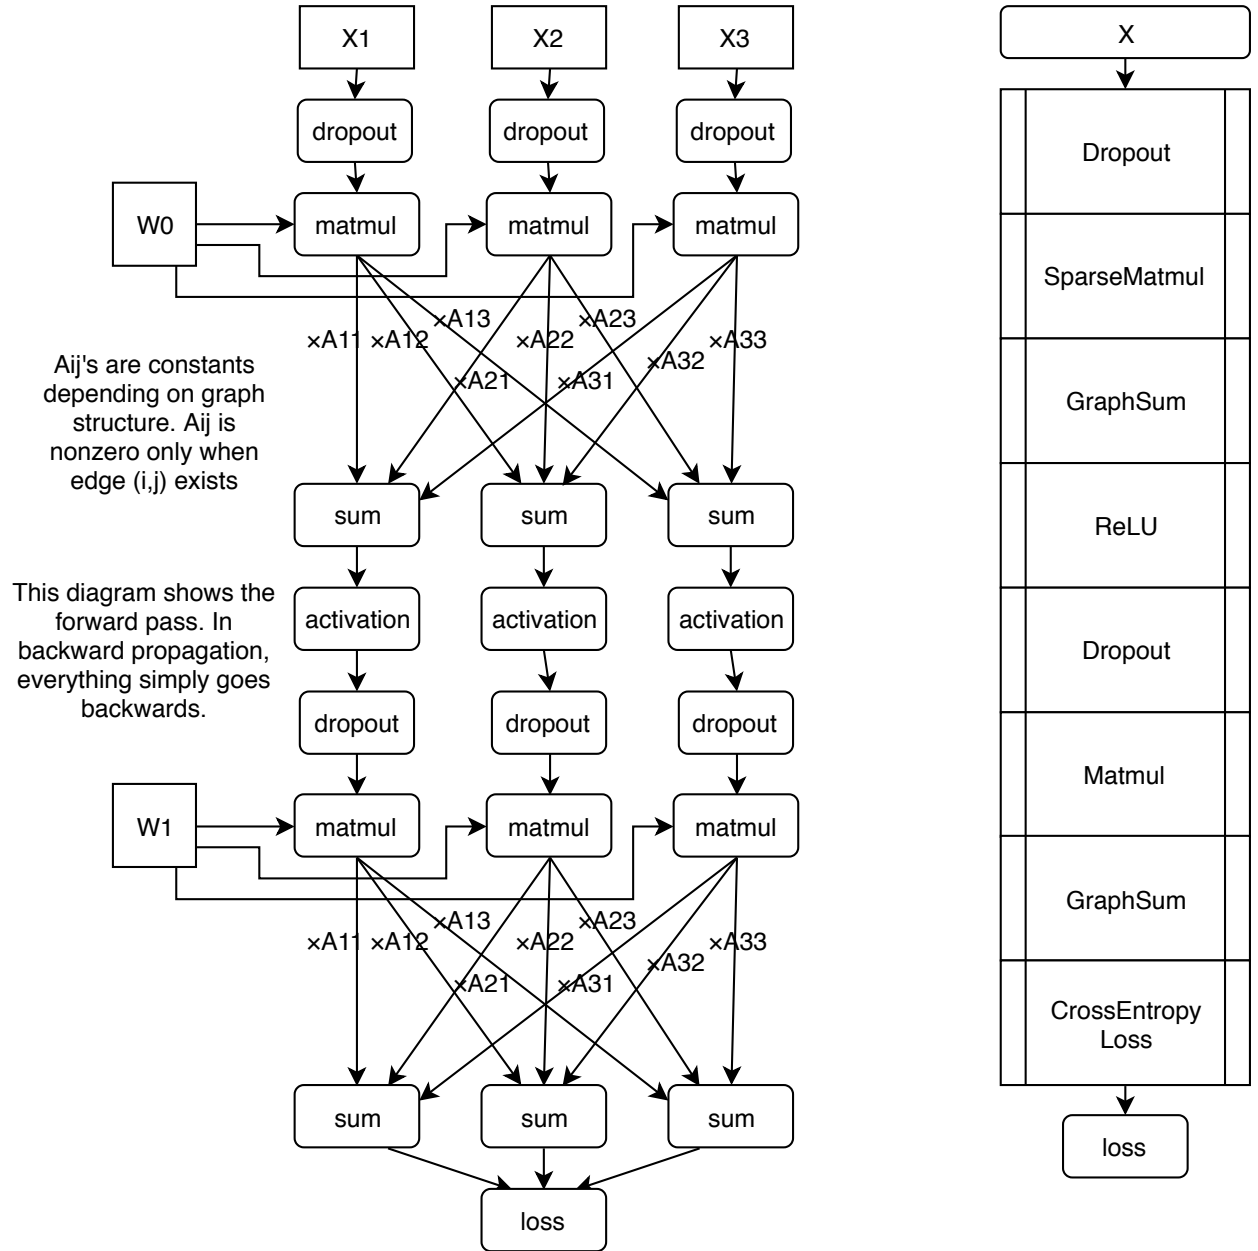 X1
X2
X3
X
dropout
dropout
dropout
Dropout
W0
matmul
matmul
matmul
SparseMatmul
×A11
×A12
×A13
×A21
×A22
×A23
×A31
×A32
×A33
Aij's are constants
depending on graph
structure. Aij is
nonzero only when
edge (i,j) exists
GraphSum
sum
sum
sum
ReLU
This diagram shows the
forward pass. In
backward propagation,
everything simply goes
backwards.
activation
activation
activation
Dropout
dropout
dropout
dropout
Matmul
W1
matmul
matmul
matmul
GraphSum
×A11
×A12
×A13
×A21
×A22
×A23
×A31
×A32
×A33
CrossEntropy
Loss
sum
sum
sum
loss
loss